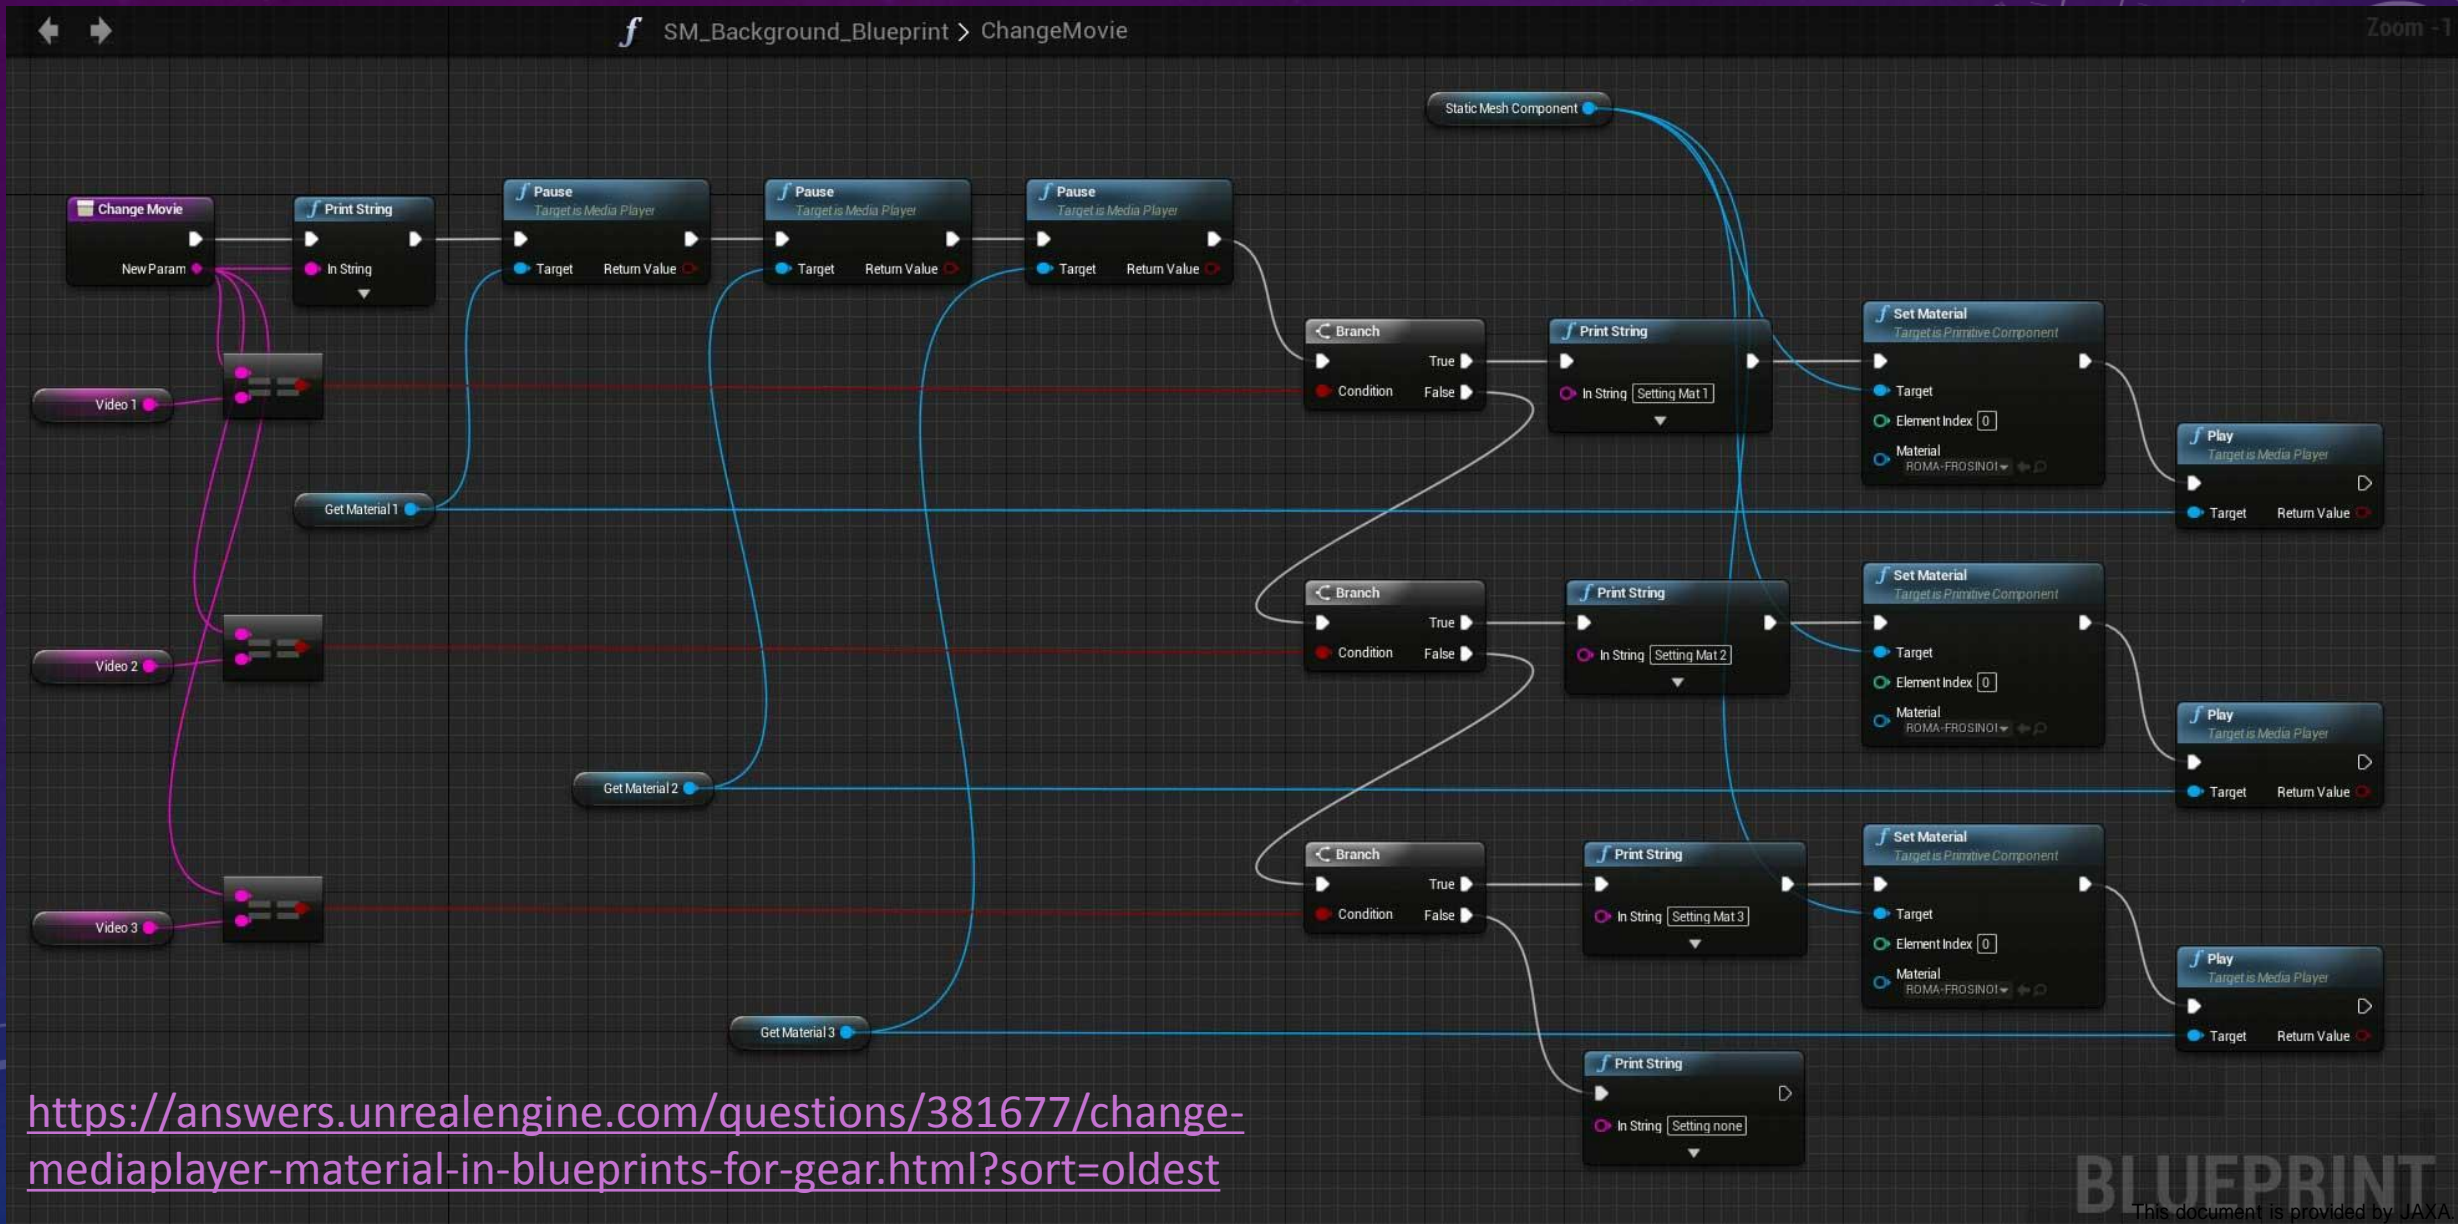 SM_Background_Blueprint > ChangeMovie
Zoom -1
Static Mesh Component
Change Movie
New Param
Print String
In String
Pause
Target is Media Player
Target
Return Value
Pause
Target is Media Player
Target
Return Value
Pause
Target is Media Player
Target
Return Value
Video 1
Get Material 1
Branch
True
Condition
False
Print String
In String Setting Mat 1
Set Material
Target is Primitive Component
Target
Element Index 0
Material
ROMA-FROSINO
Play
Target is Media Player
Target
Return Value
Video 2
Get Material 2
Branch
True
Condition
False
Print String
In String Setting Mat 2
Set Material
Target is Primitive Component
Target
Element Index 0
Material
ROMA-FROSINO
Play
Target is Media Player
Target
Return Value
Video 3
Get Material 3
Branch
True
Condition
False
Print String
In String Setting Mat 3
Set Material
Target is Primitive Component
Target
Element Index 0
Material
ROMA-FROSINO
Play
Target is Media Player
Target
Return Value
Print String
In String Setting none
https://answers.unrealengine.com/questions/381677/change-
mediaplayer-material-in-blueprints-for-gear.html?sort=oldest
BLUEPRINT
This document is provided by JAXA.